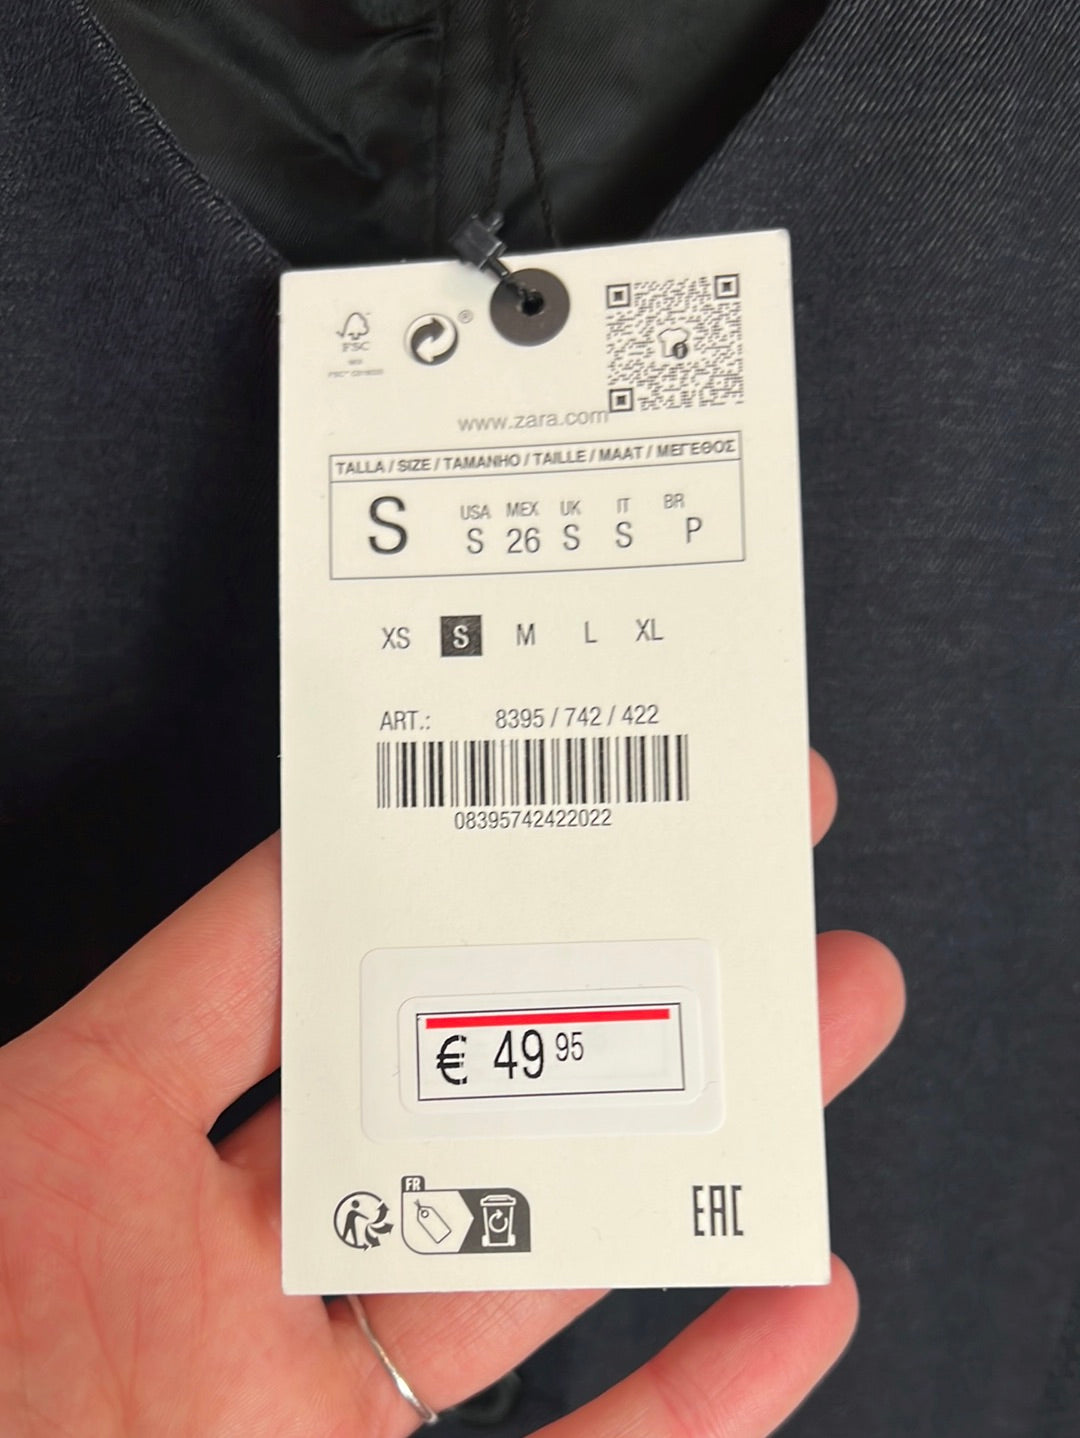 FSC
®
www.zara.com
TALLA / SIZE / TAMANHO / TAILLE / MAAT / ΜΕΓΕΘΟΣ
S
USA MEX UK IT BR
S 26 S S P
XS S M L XL
ART.: 8395 / 742 / 422
08395742422022
€ 49 95
FR
EAC